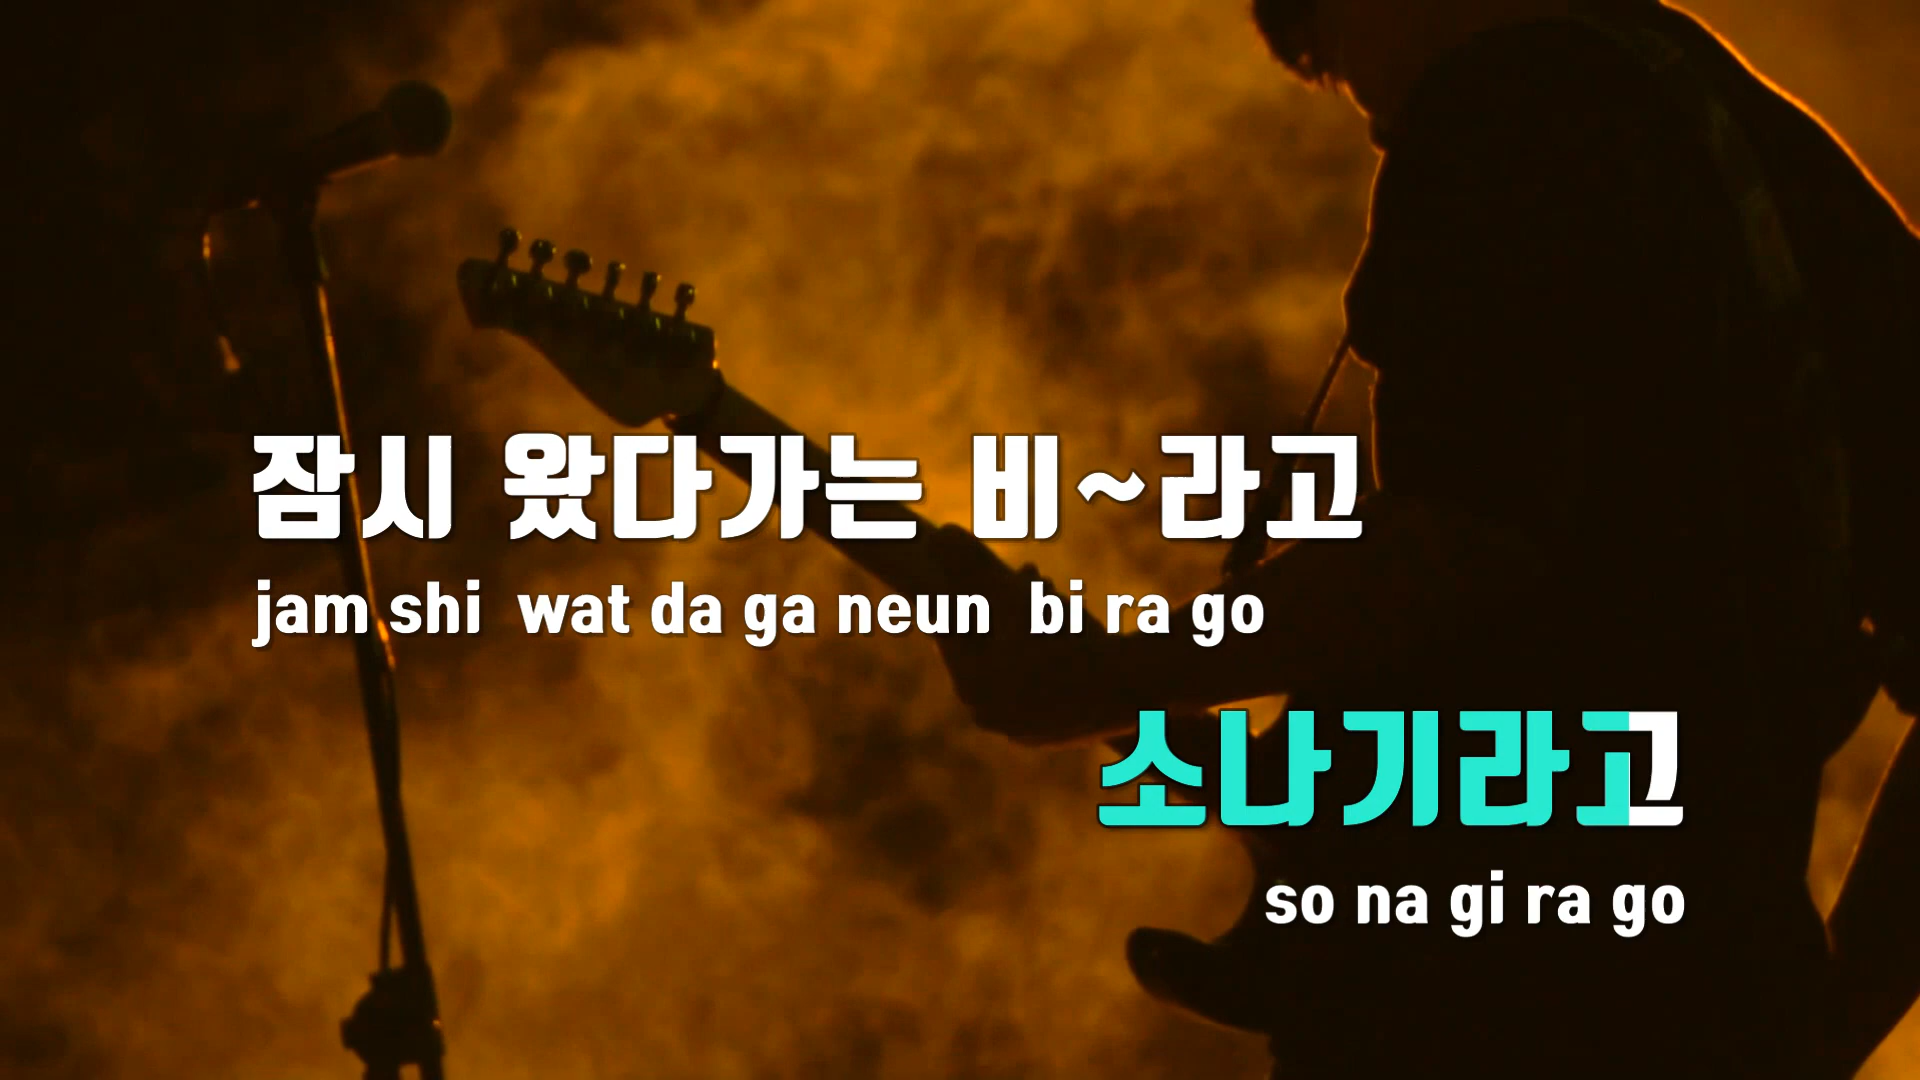 잠시 왔다가는 비~라고
jam shi wat da ga neun bi ra go
소나기라고
so na gi ra go